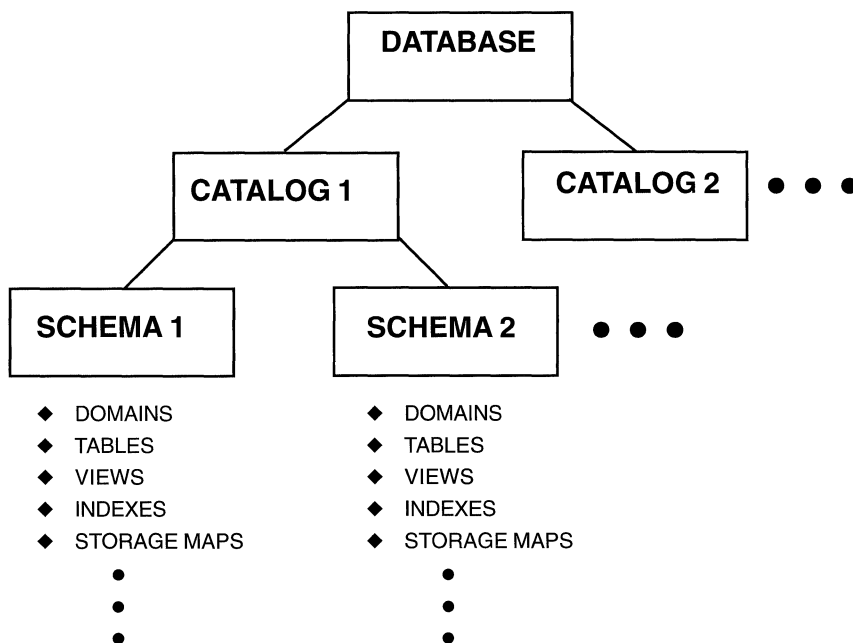 DATABASE
CATALOG 1
CATALOG 2
SCHEMA 1
SCHEMA 2
DOMAINS
TABLES
VIEWS
INDEXES
STORAGE MAPS
DOMAINS
TABLES
VIEWS
INDEXES
STORAGE MAPS